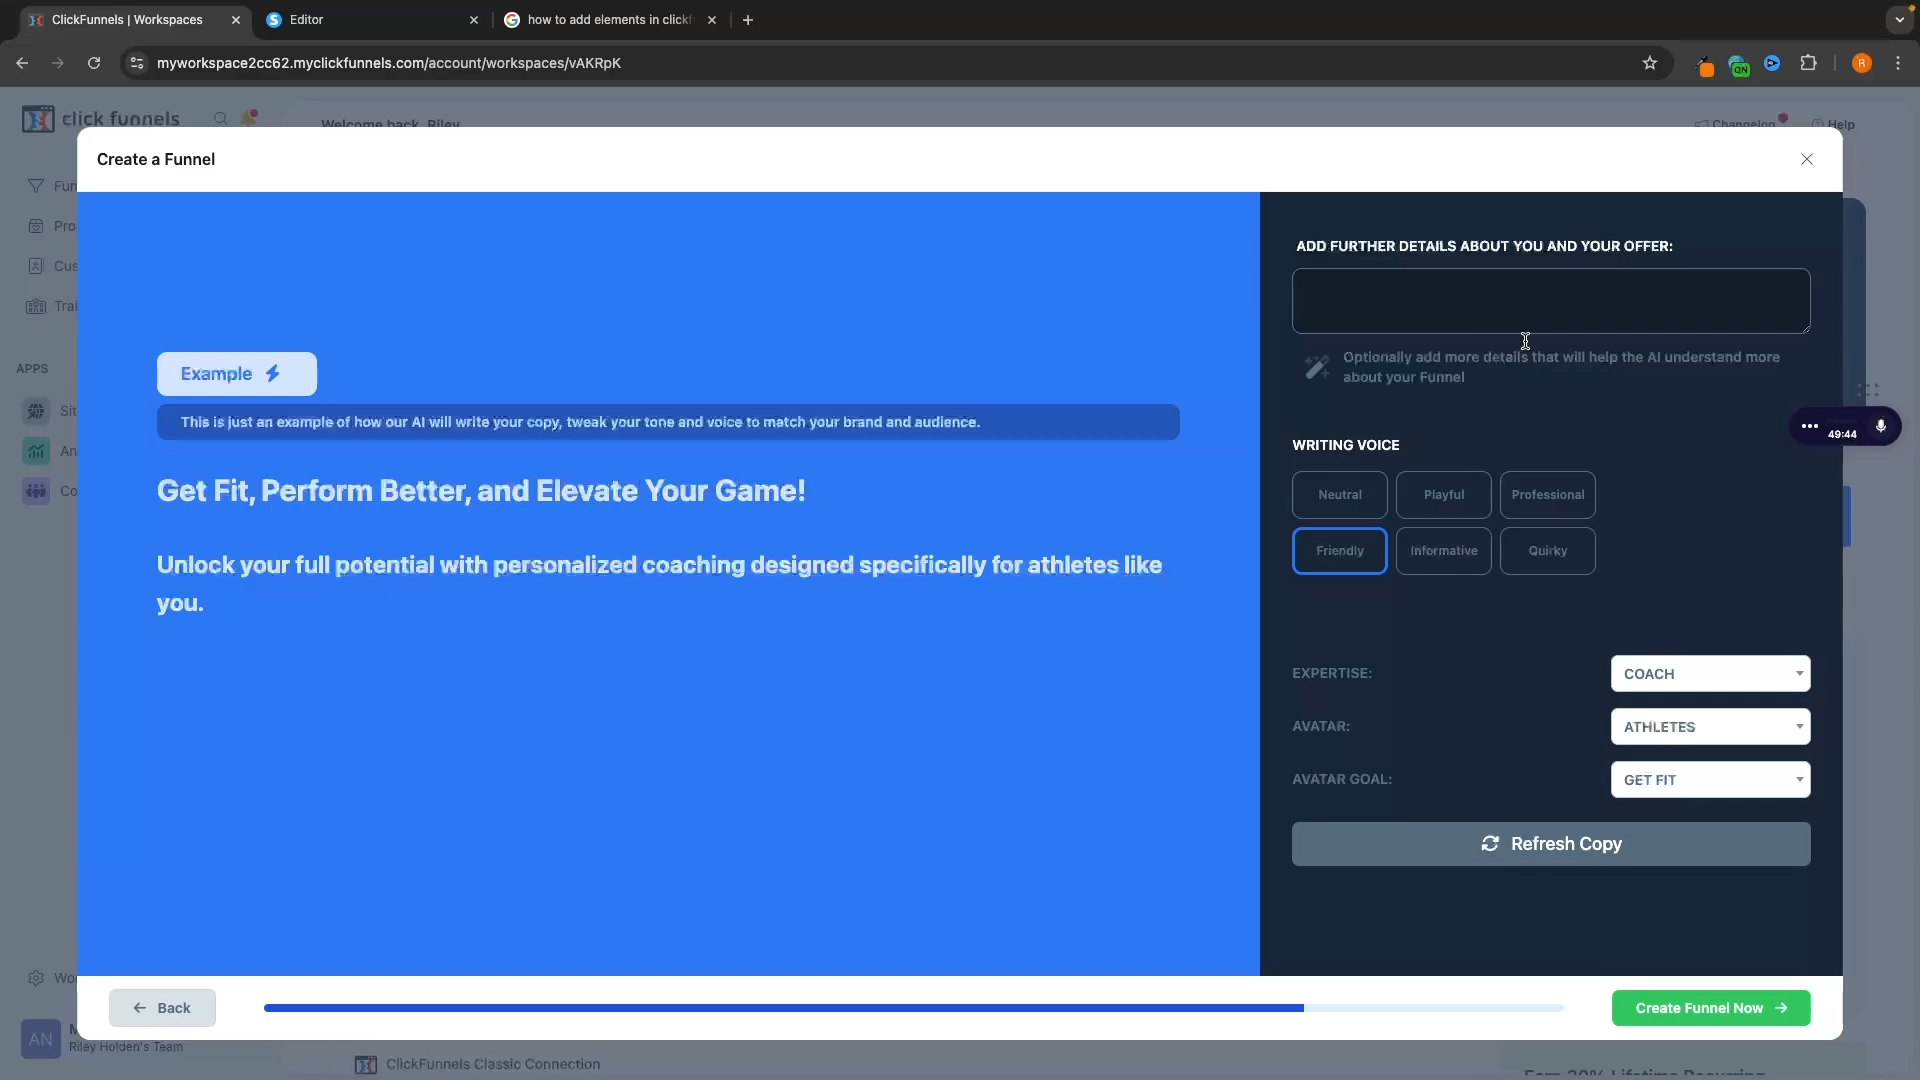 ClickFunnels | Workspaces
Editor
how to add elements in clickf
myworkspace2cc62.myclickfunnels.com/account/workspaces/vAKRpK
R
click funnels
Welcome back, Riley
Changelog
Help
Create a Funnel
Fun
Pro
Cus
Trai
APPS
Sit
An
Co
Example
This is just an example of how our AI will write your copy, tweak your tone and voice to match your brand and audience.
Get Fit, Perform Better, and Elevate Your Game!
Unlock your full potential with personalized coaching designed specifically for athletes like
you.
ADD FURTHER DETAILS ABOUT YOU AND YOUR OFFER:
Optionally add more details that will help the AI understand more
about your Funnel
49:44
WRITING VOICE
Neutral
Playful
Professional
Friendly
Informative
Quirky
EXPERTISE:
COACH
AVATAR:
ATHLETES
AVATAR GOAL:
GET FIT
Refresh Copy
Wo
Back
Create Funnel Now
AN
M
Riley Holden's Team
ClickFunnels Classic Connection
Earn 30% Lifetime Recurring